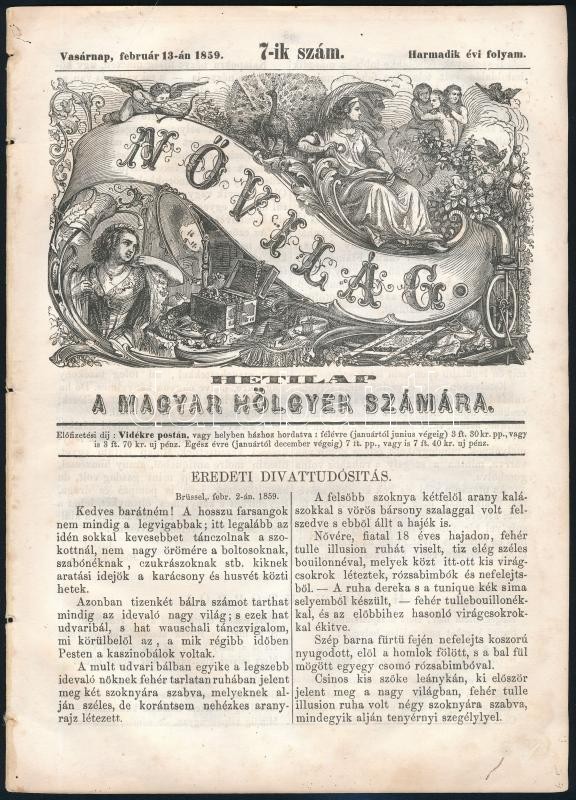 Vasárnap, február 13-án 1859.
7-ik szám.
Harmadik évi folyam.
NŐVILÁG.
HETILAP
A MAGYAR HÖLGYEK SZÁMÁRA.
Előfizetési dij : Vidékre postán, vagy helyben házhoz hordatva : félévre (januártól junius végeig) 3 ft. 30 kr. pp., vagy
is 3 ft. 70 kr. uj pénz. Egész évre (januártól december végeig) 7 ft. pp., vagy is 7 ft. 40 kr. uj pénz.
EREDETI DIVATTUDÓSITÁS.
Brüssel, febr. 2-án. 1859.
Kedves barátném! A hosszu farsangok
nem mindig a legvigabbak; itt legalább az
idén sokkal kevesebbet tánczolnak a szo-
kottnál, nem nagy örömére a boltosoknak,
szabónéknak, czukrászoknak stb. kiknek
aratási idejök a karácsony és husvét közti
hetek.
Azonban tizenkét bálra számot tarthat
mindig az idevaló nagy világ; s ezek hat
udvaribál, s hat wauschali tánczvigalom,
mi körülbelől az, a mik régibb időben
Pesten a kaszinobálok voltak.
A mult udvari bálban egyike a legszebb
idevaló nőknek fehér tarlatan ruhában jelent
meg két szoknyára szabva, melyeknek al-
ján széles, de korántsem nehézkes arany-
rajz létezett.
A felsőbb szoknya kétfelől arany kalá-
szokkal s vörös bársony szalaggal volt fel-
szedve s ebből állt a hajék is.
Nővére, fiatal 18 éves hajadon, fehér
tulle illusion ruhát viselt, tiz elég széles
bouilonnéval, melyek közt itt-ott kis virág-
csokrok léteztek, rózsabimbók és nefelejts-
ből. — A ruha dereka s a tunique kék sima
selyemből készült, — fehér tullebouillonék-
kal, és az előbbihez hasonló virágcsokrok-
kal ékitve.
Szép barna fürtü fején nefelejts koszorú
nyugodott, elől a homlok fölött, s a bal fül
mögött egyegy csomó rózsabimbóval.
Csinos kis szőke leánykán, ki először
jelent meg a nagy világban, fehér tulle
illusion ruha volt négy szoknyára szabva,
mindegyik alján tenyérnyi szegélylyel.